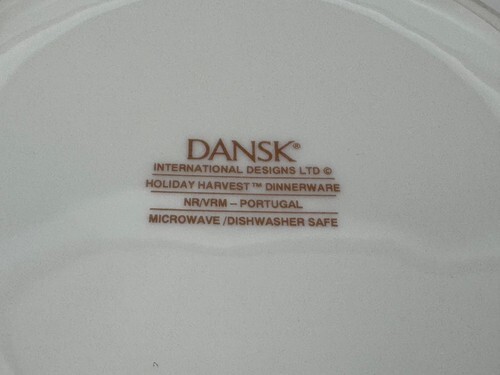 DANSK®
INTERNATIONAL DESIGNS LTD ©
HOLIDAY HARVEST™ DINNERWARE
NR/VRM – PORTUGAL
MICROWAVE /DISHWASHER SAFE